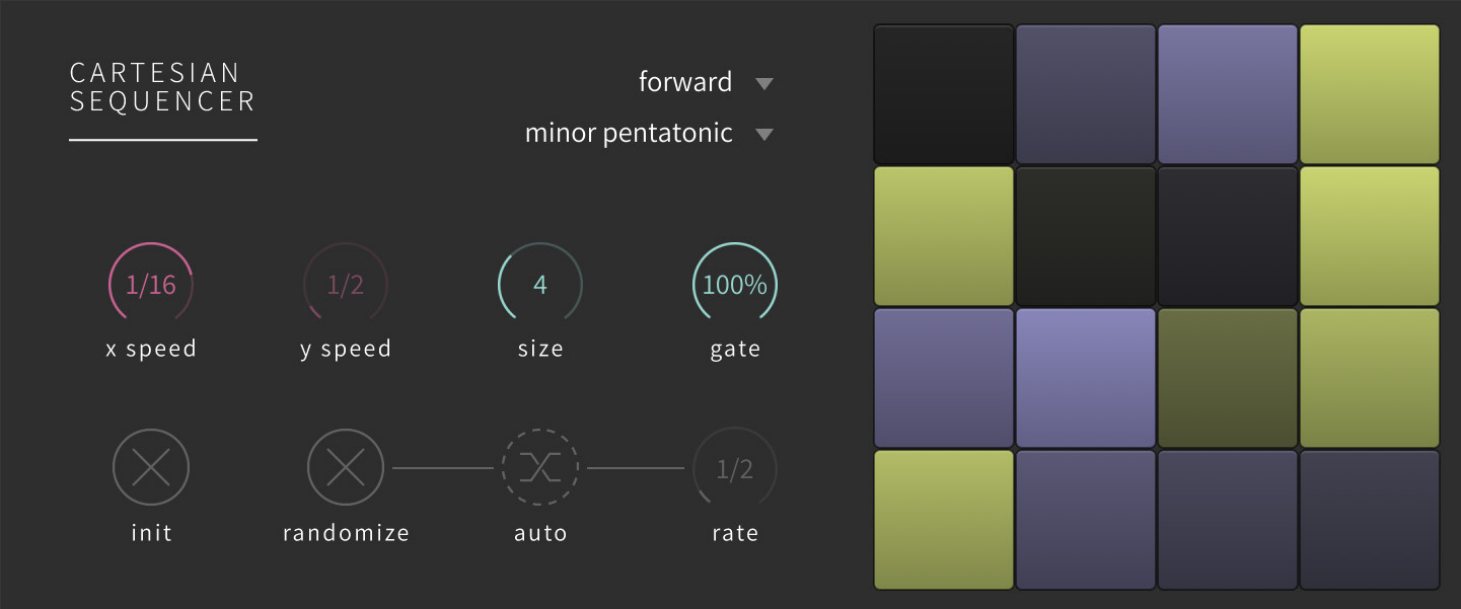 CARTESIAN
SEQUENCER
forward
minor pentatonic
1/16
1/2
4
100%
x speed
y speed
size
gate
1/2
init
randomize
auto
rate